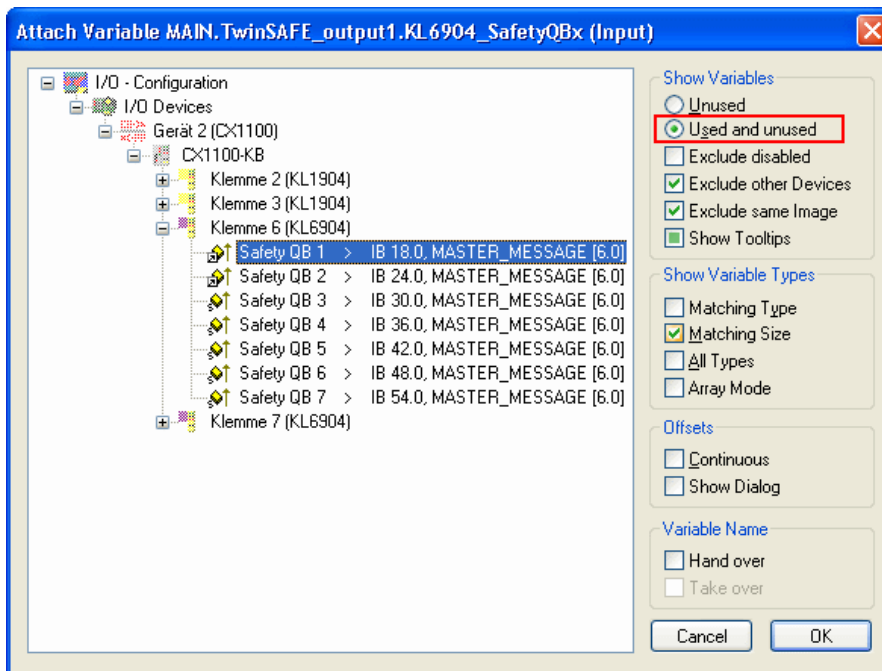 Attach Variable MAIN.TwinSAFE_output1.KL6904_SafetyQBx (Input)
I/O - Configuration
I/O Devices
Gerät 2 (CX1100)
CX1100-KB
Klemme 2 (KL1904)
Klemme 3 (KL1904)
Klemme 6 (KL6904)
Safety QB 1 > IB 18.0, MASTER_MESSAGE [6.0]
Safety QB 2 > IB 24.0, MASTER_MESSAGE [6.0]
Safety QB 3 > IB 30.0, MASTER_MESSAGE [6.0]
Safety QB 4 > IB 36.0, MASTER_MESSAGE [6.0]
Safety QB 5 > IB 42.0, MASTER_MESSAGE [6.0]
Safety QB 6 > IB 48.0, MASTER_MESSAGE [6.0]
Safety QB 7 > IB 54.0, MASTER_MESSAGE [6.0]
Klemme 7 (KL6904)
Show Variables
Unused
Used and unused
Exclude disabled
Exclude other Devices
Exclude same Image
Show Tooltips
Show Variable Types
Matching Type
Matching Size
All Types
Array Mode
Offsets
Continuous
Show Dialog
Variable Name
Hand over
Take over
Cancel
OK